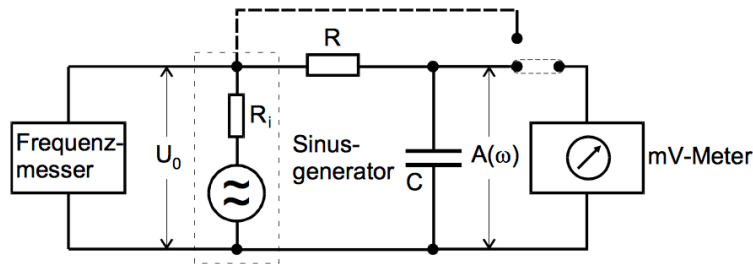 R
Frequenz-
messer
U₀
Rᵢ
Sinus-
generator
C
A(ω)
mV-Meter